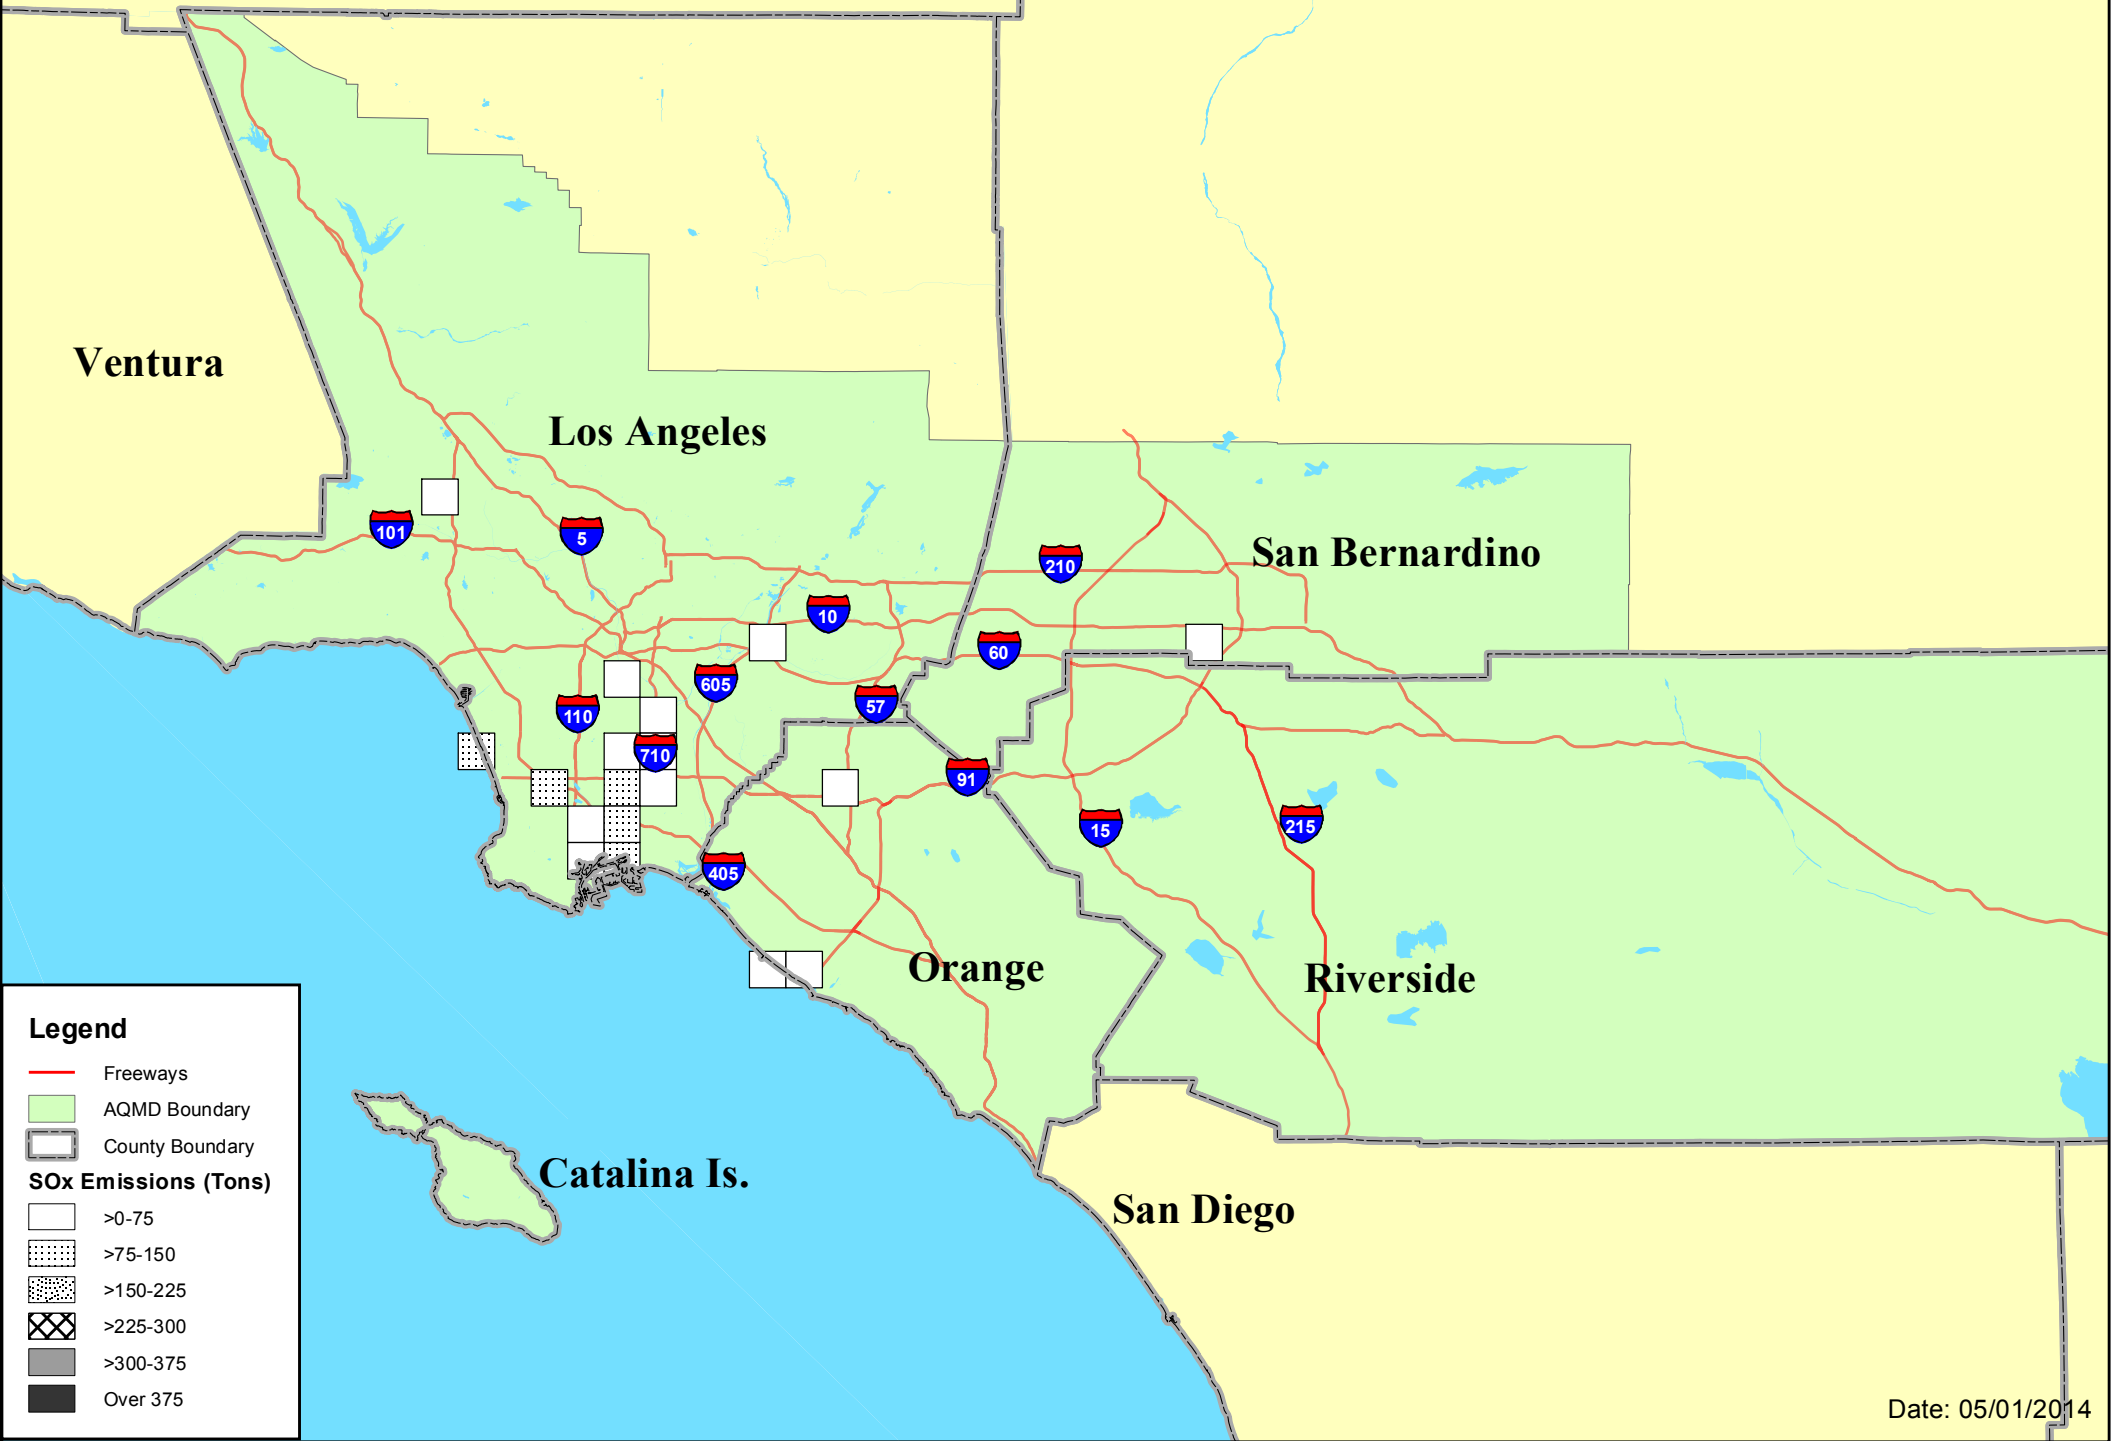 Ventura
Los Angeles
101
5
210
San Bernardino
10
60
605
57
110
710
91
15
215
405
Orange
Riverside
Catalina Is.
San Diego
Legend
Freeways
AQMD Boundary
County Boundary
SOx Emissions (Tons)
>0-75
>75-150
>150-225
>225-300
>300-375
Over 375
Date: 05/01/2014